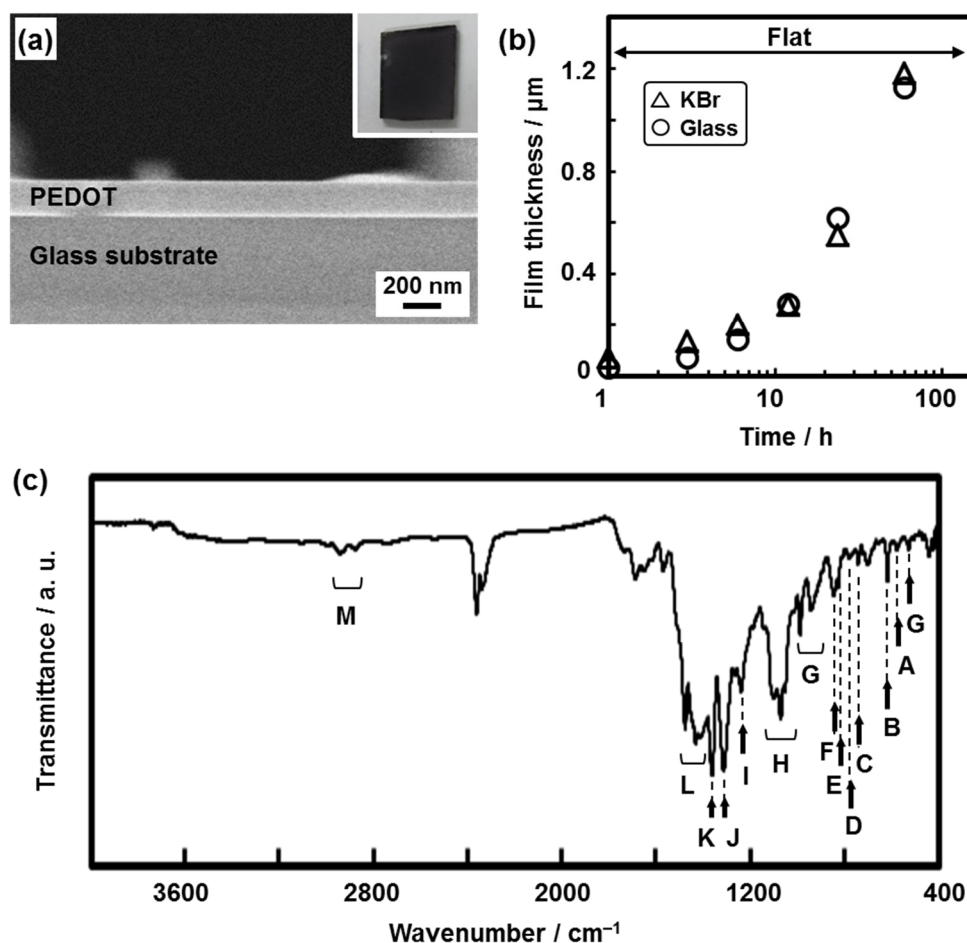 (a)
PEDOT
Glass substrate
200 nm
(b)
Flat
KBr
Glass
1.2
0.8
0.4
0
1 10 100
Film thickness / μm
Time / h
(c)
Transmittance / a. u.
M
L
K
J
I
H
G
F
E
D
C
B
A
G
3600 2800 2000 1200 400
Wavenumber / cm⁻¹